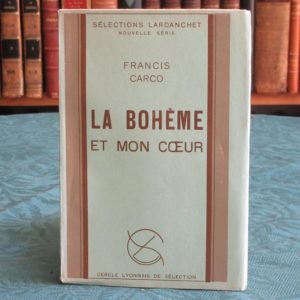 SÉLECTIONS LARDANCHET
NOUVELLE SÉRIE
FRANCIS
CARCO
LA BOHÈME
ET MON CŒUR
CERCLE LYONNAIS DE SÉLECTION